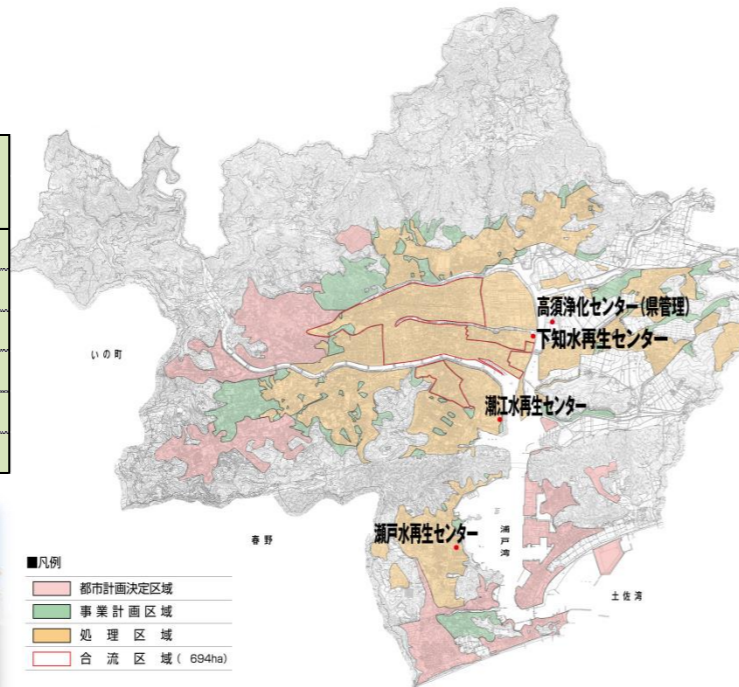 高須浄化センター(県管理)
下知水再生センター
いの町
潮江水再生センター
瀬戸水再生センター
浦戸湾
春野
土佐湾
■凡例
都市計画決定区域
事業計画区域
処理区域
合流区域( 694ha)